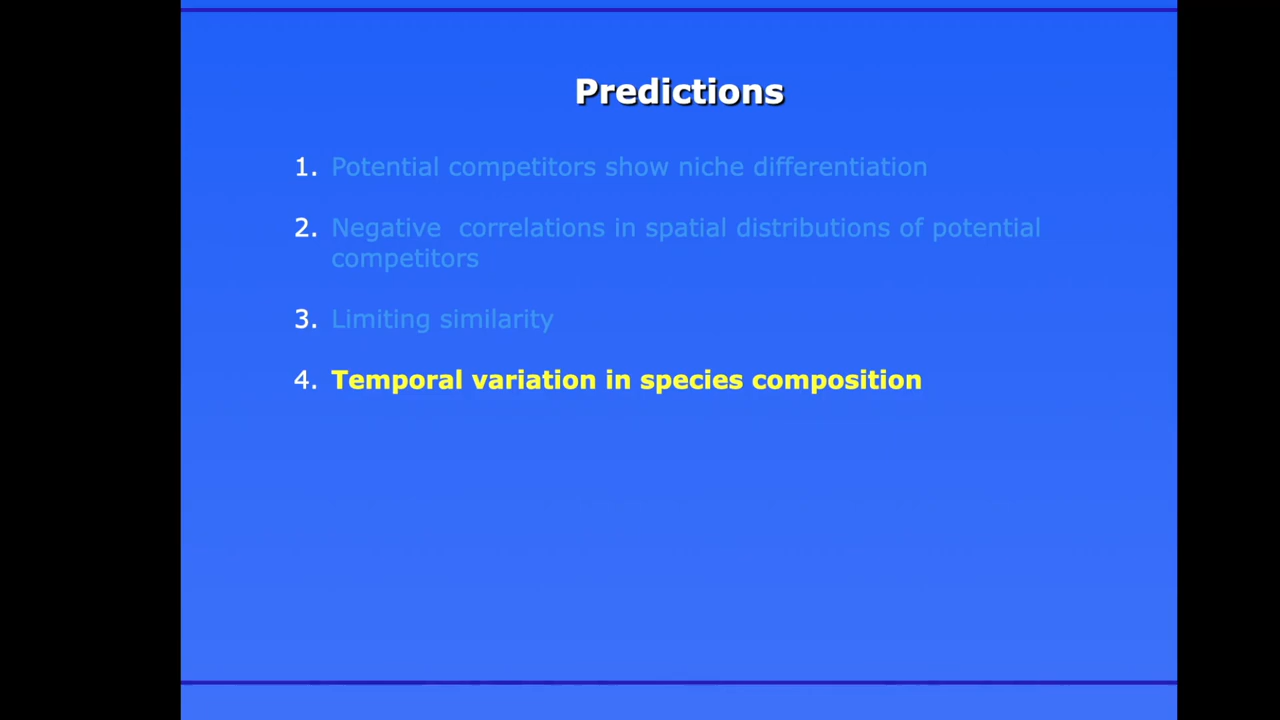 Predictions
1. Potential competitors show niche differentiation
2. Negative  correlations in spatial distributions of potential
competitors
3. Limiting similarity
4. Temporal variation in species composition